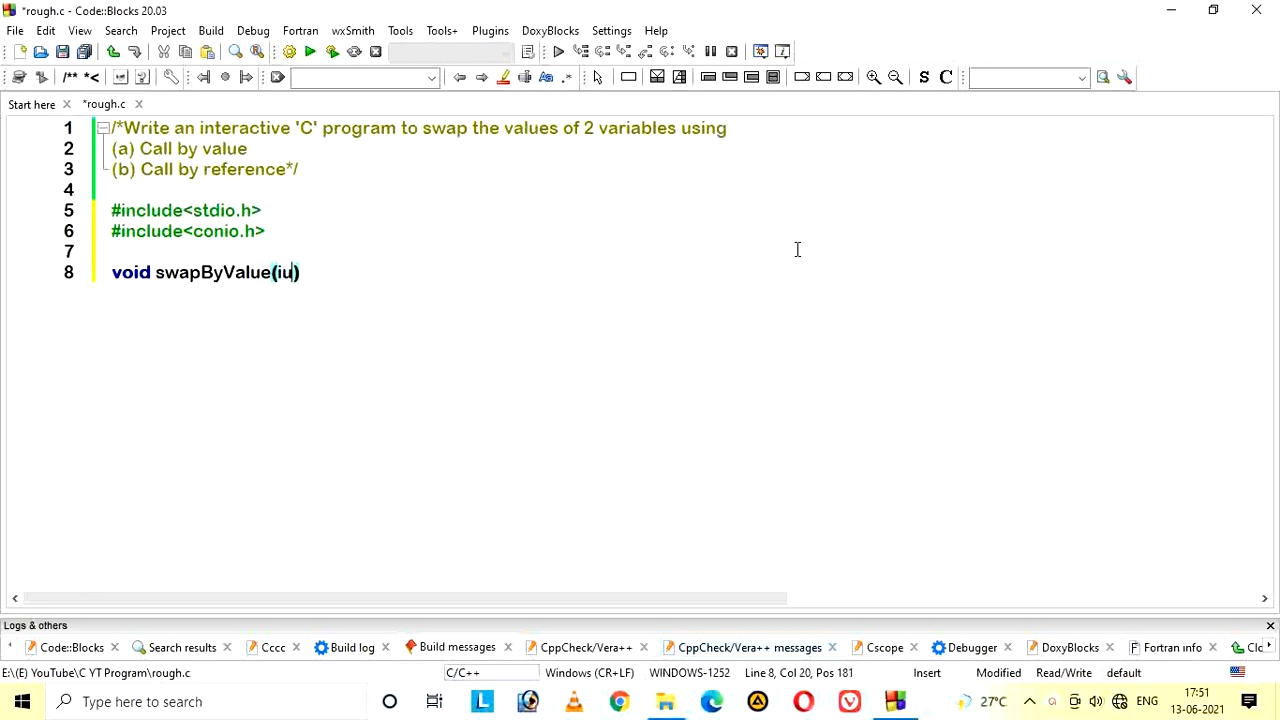 *rough.c - Code::Blocks 20.03
File Edit View Search Project Build Debug Fortran wxSmith Tools Tools+ Plugins DoxyBlocks Settings Help
/** *<
S C
Start here *rough.c
1 /*Write an interactive 'C' program to swap the values of 2 variables using
2 (a) Call by value
3 (b) Call by reference*/
4
5 #include<stdio.h>
6 #include<conio.h>
7
8 void swapByValue(iu)
Logs & others
Code::Blocks Search results Cccc Build log Build messages CppCheck/Vera++ CppCheck/Vera++ messages Cscope Debugger DoxyBlocks Fortran info Clo
E:\(E) YouTube\C YT Program\rough.c C/C++ Windows (CR+LF) WINDOWS-1252 Line 8, Col 20, Pos 181 Insert Modified Read/Write default
Type here to search 27°C ENG 17:51
13-06-2021